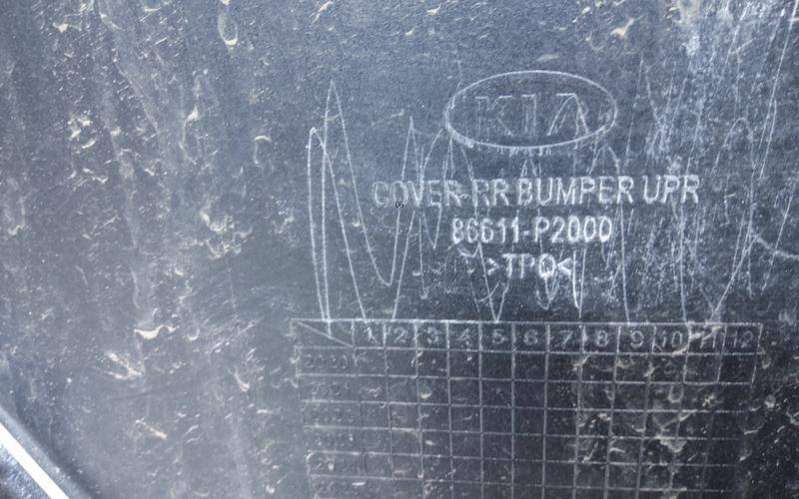 KIA
COVER-RR BUMPER UPR
86611-P2000
>TPO<
1 2 3 4 5 6 7 8 9 10 11 12